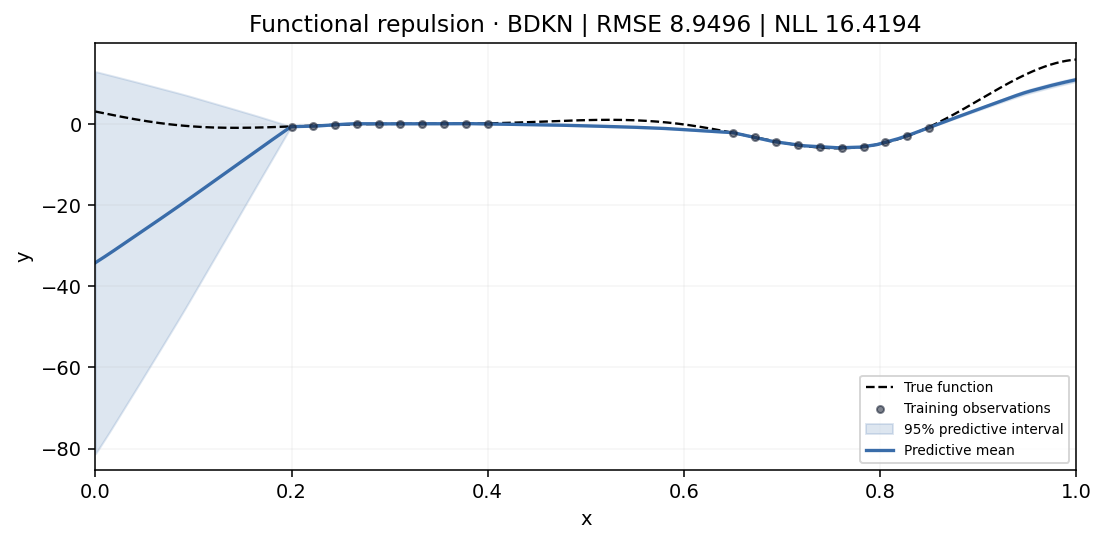 Functional repulsion · BDKN | RMSE 8.9496 | NLL 16.4194
y
0
−20
−40
−60
−80
True function
Training observations
95% predictive interval
Predictive mean
0.0 0.2 0.4 0.6 0.8 1.0
x